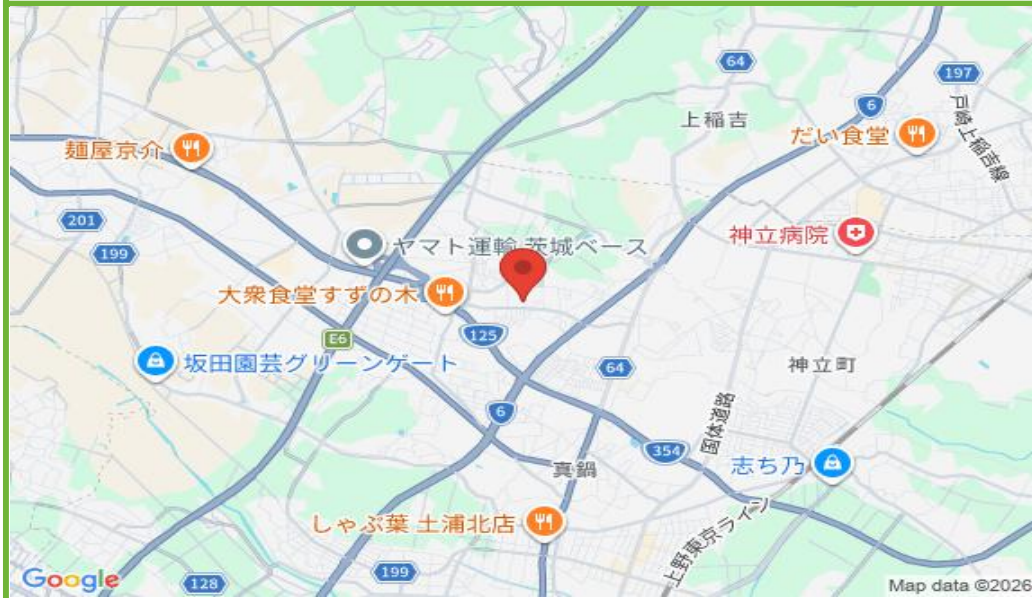 64
197
6
上稲吉
戸崎上稲吉線
だい食堂
麺屋京介
201
199
神立病院
ヤマト運輸 茨城ベース
大衆食堂すずの木
E6
125
坂田園芸グリーンゲート
64
神立町
6
国体道路
354
真鍋
志ち乃
しゃぶ葉 土浦北店
上野東京ライン
Google
128
199
Map data ©2026